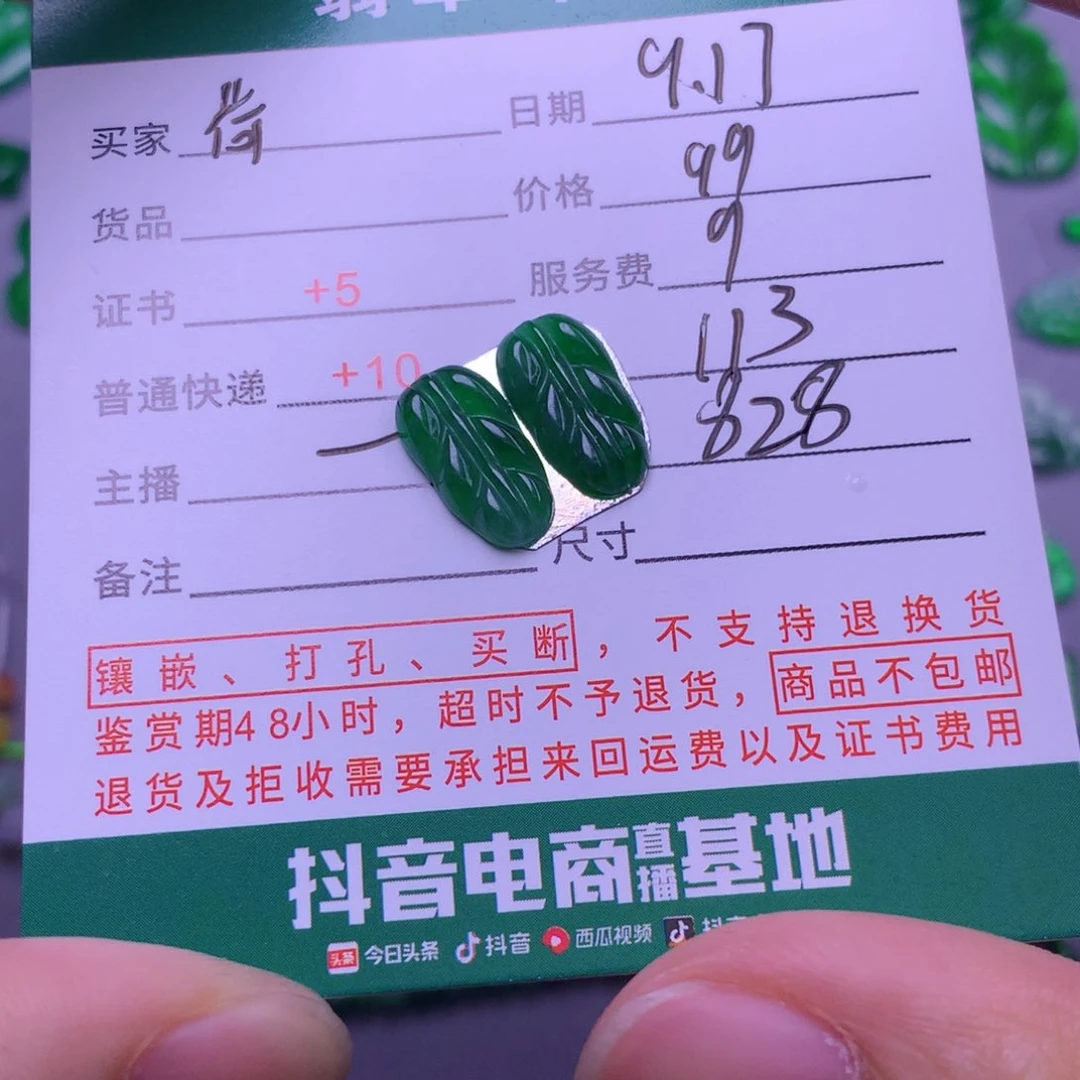 买家 荷 日期 9.17
货品 价格 99
证书 +5 服务费 9
普通快递 +10 113
主播 一 828
备注 尺寸
镶嵌、打孔、买断，不支持退换货
鉴赏期48小时，超时不予退货，商品不包邮
退货及拒收需要承担来回运费以及证书费用
抖音电商直播基地
头条 今日头条 抖音 西瓜视频